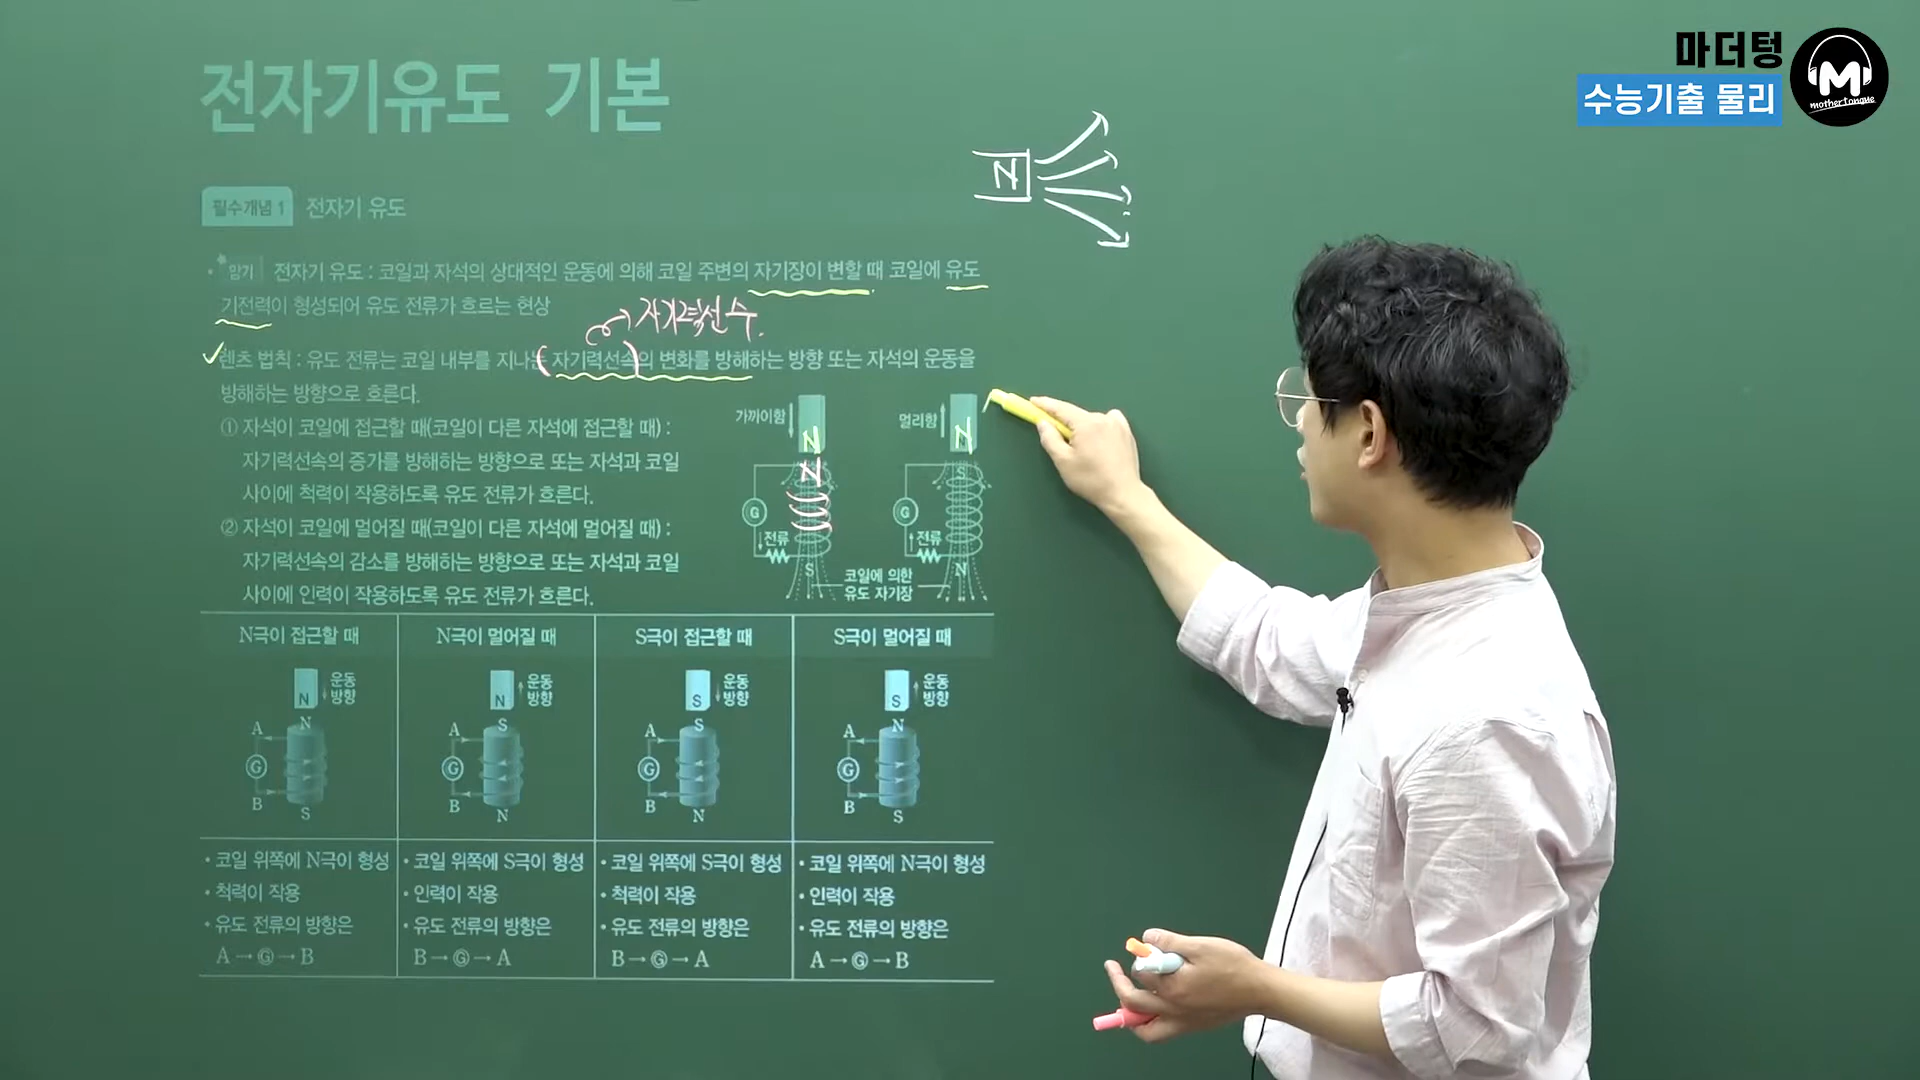 마더텅
수능기출 물리
mothertongue
전자기유도 기본
N
필수개념 1 전자기 유도
암기 전자기 유도 : 코일과 자석의 상대적인 운동에 의해 코일 주변의 자기장이 변할 때 코일에 유도
기전력이 형성되어 유도 전류가 흐르는 현상
자기력선 수.
렌츠 법칙 : 유도 전류는 코일 내부를 지나는 (자기력선속)의 변화를 방해하는 방향 또는 자석의 운동을
방해하는 방향으로 흐른다.
① 자석이 코일에 접근할 때(코일이 다른 자석에 접근할 때) :
자기력선속의 증가를 방해하는 방향으로 또는 자석과 코일
사이에 척력이 작용하도록 유도 전류가 흐른다.
② 자석이 코일에 멀어질 때(코일이 다른 자석에 멀어질 때) :
자기력선속의 감소를 방해하는 방향으로 또는 자석과 코일
사이에 인력이 작용하도록 유도 전류가 흐른다.
가까이함 N 멀리함 N
N S
G G
전류 전류
S N
코일에 의한
유도 자기장
N극이 접근할 때 N극이 멀어질 때 S극이 접근할 때 S극이 멀어질 때
N 운동 방향 N 운동 방향 S 운동 방향 S 운동 방향
N S S N
A A A A
G G G G
B B B B
S N N S
• 코일 위쪽에 N극이 형성 • 코일 위쪽에 S극이 형성 • 코일 위쪽에 S극이 형성 • 코일 위쪽에 N극이 형성
• 척력이 작용 • 인력이 작용 • 척력이 작용 • 인력이 작용
• 유도 전류의 방향은 • 유도 전류의 방향은 • 유도 전류의 방향은 • 유도 전류의 방향은
A→Ⓖ→B B→Ⓖ→A B→Ⓖ→A A→Ⓖ→B